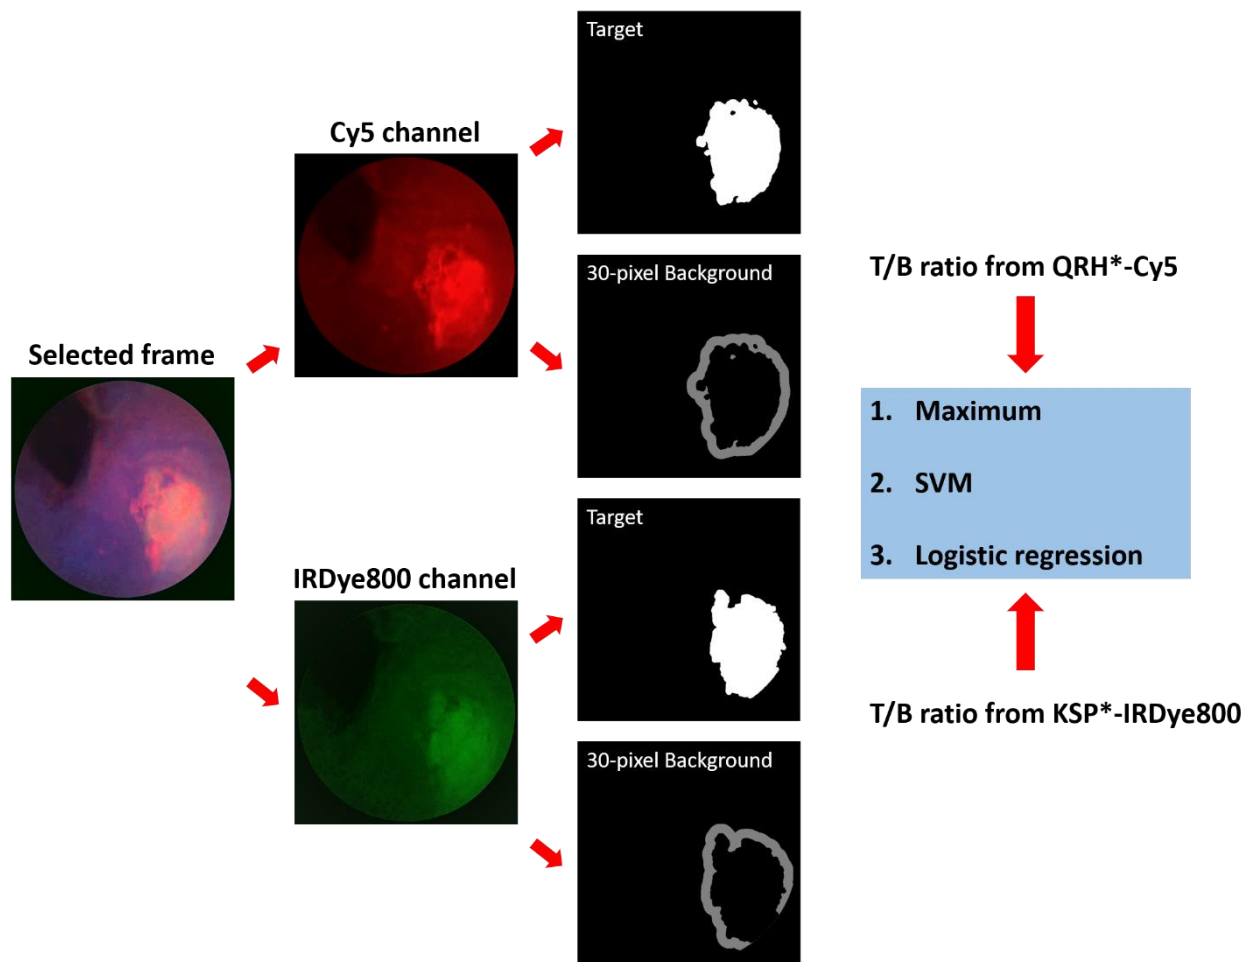 Selected frame
Cy5 channel
IRDye800 channel
Target
30-pixel Background
Target
30-pixel Background
T/B ratio from QRH*-Cy5
1. Maximum
2. SVM
3. Logistic regression
T/B ratio from KSP*-IRDye800